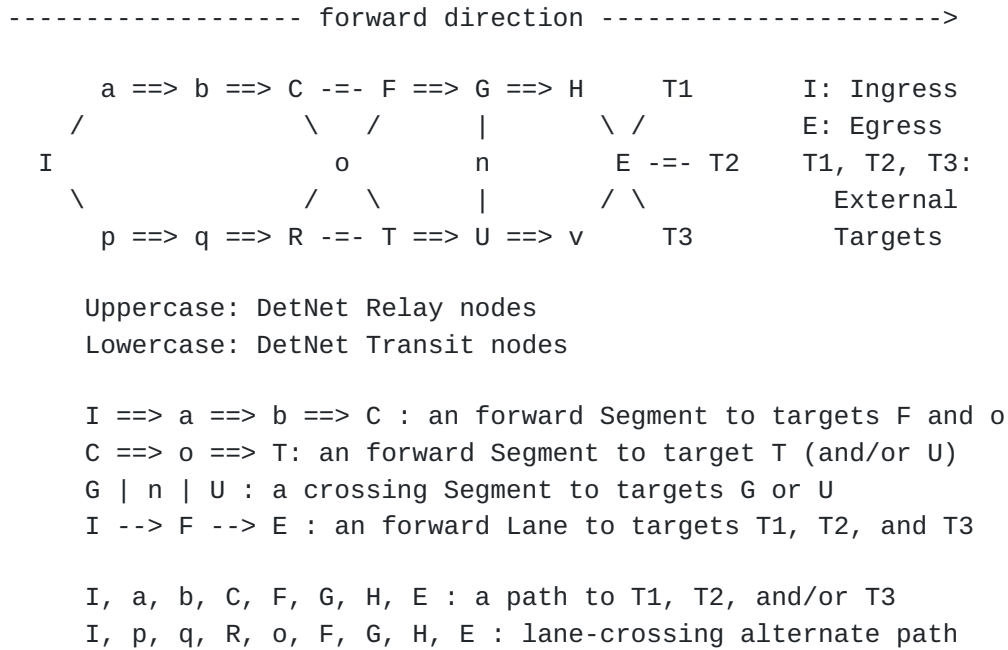 ------------------- forward direction ---------------------->
a ==> b ==> C -=- F ==> G ==> H     T1       I: Ingress
/              \   /      |       \ /          E: Egress
I                  o        n        E -=- T2    T1, T2, T3:
\              /   \      |       / \            External
p ==> q ==> R -=- T ==> U ==> v     T3         Targets
Uppercase: DetNet Relay nodes
Lowercase: DetNet Transit nodes
I ==> a ==> b ==> C : an forward Segment to targets F and o
C ==> o ==> T: an forward Segment to target T (and/or U)
G | n | U : a crossing Segment to targets G or U
I --> F --> E : an forward Lane to targets T1, T2, and T3
I, a, b, C, F, G, H, E : a path to T1, T2, and/or T3
I, p, q, R, o, F, G, H, E : lane-crossing alternate path